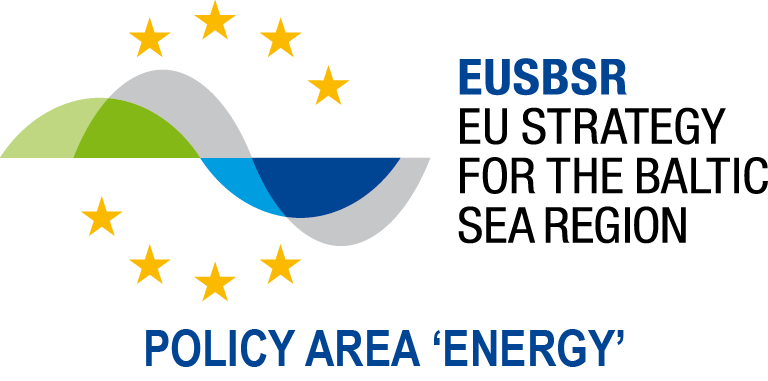 EUSBSR
EU STRATEGY
FOR THE BALTIC
SEA REGION
POLICY AREA ‘ENERGY’